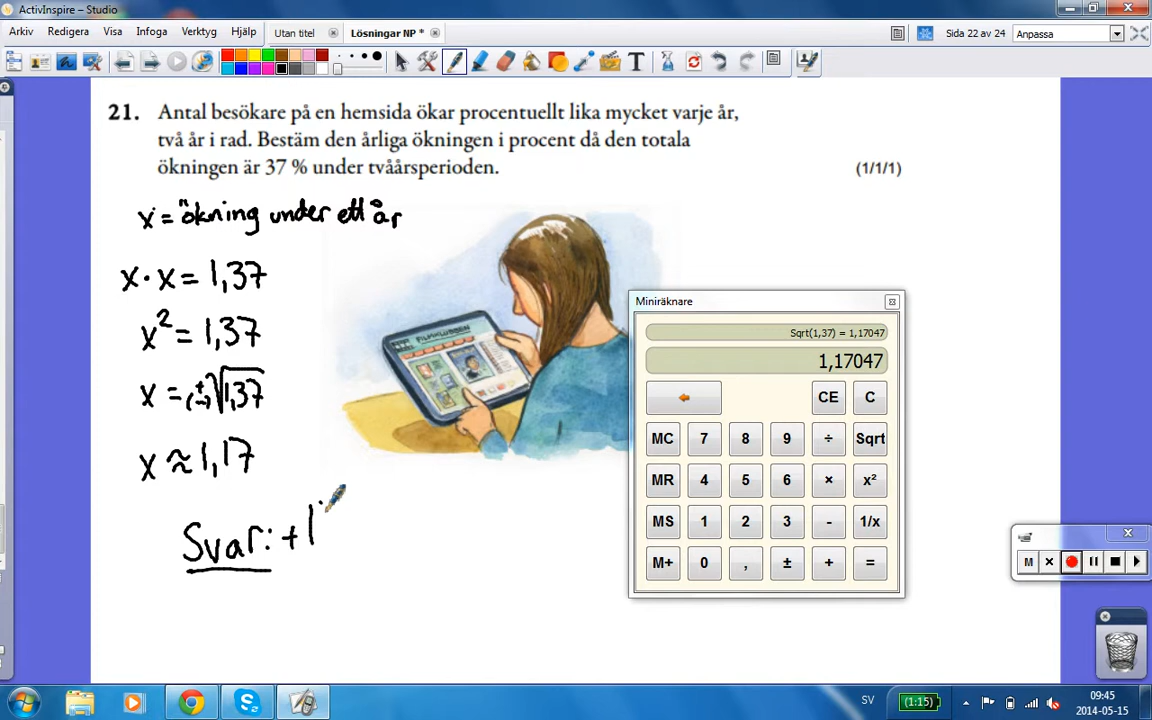 ActivInspire – Studio
Arkiv Redigera Visa Infoga Verktyg Hjälp
Utan titel
Lösningar NP *
Sida 22 av 24
Anpassa
21. Antal besökare på en hemsida ökar procentuellt lika mycket varje år,
två år i rad. Bestäm den årliga ökningen i procent då den totala
ökningen är 37 % under tvåårsperioden.
(1/1/1)
x = "ökning under ett år
x · x = 1,37
x² = 1,37
x = (±)√1,37
x ≈ 1,17
Svar: + 1
FILMKLUBBEN
Miniräknare
Sqrt(1,37) = 1,17047
1,17047
CE C
MC 7 8 9 ÷ Sqrt
MR 4 5 6 × x²
MS 1 2 3 - 1/x
M+ 0 , ± + =
M
SV
(1:15)
09:45
2014-05-15